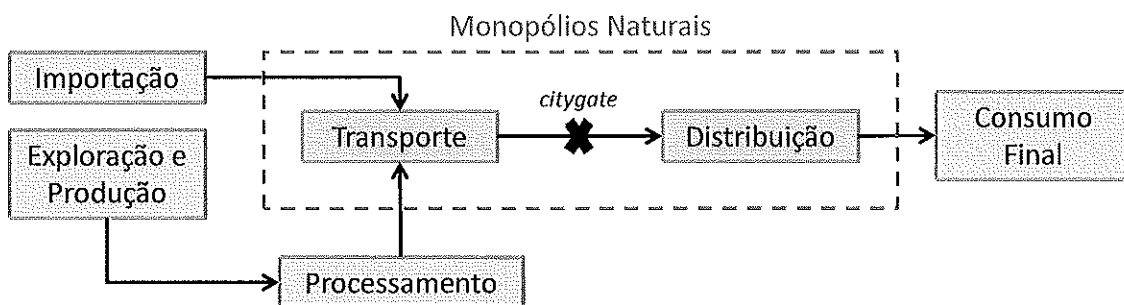 Monopólios Naturais
Importação
citygate
Transporte
Distribuição
Consumo
Final
Exploração e
Produção
Processamento